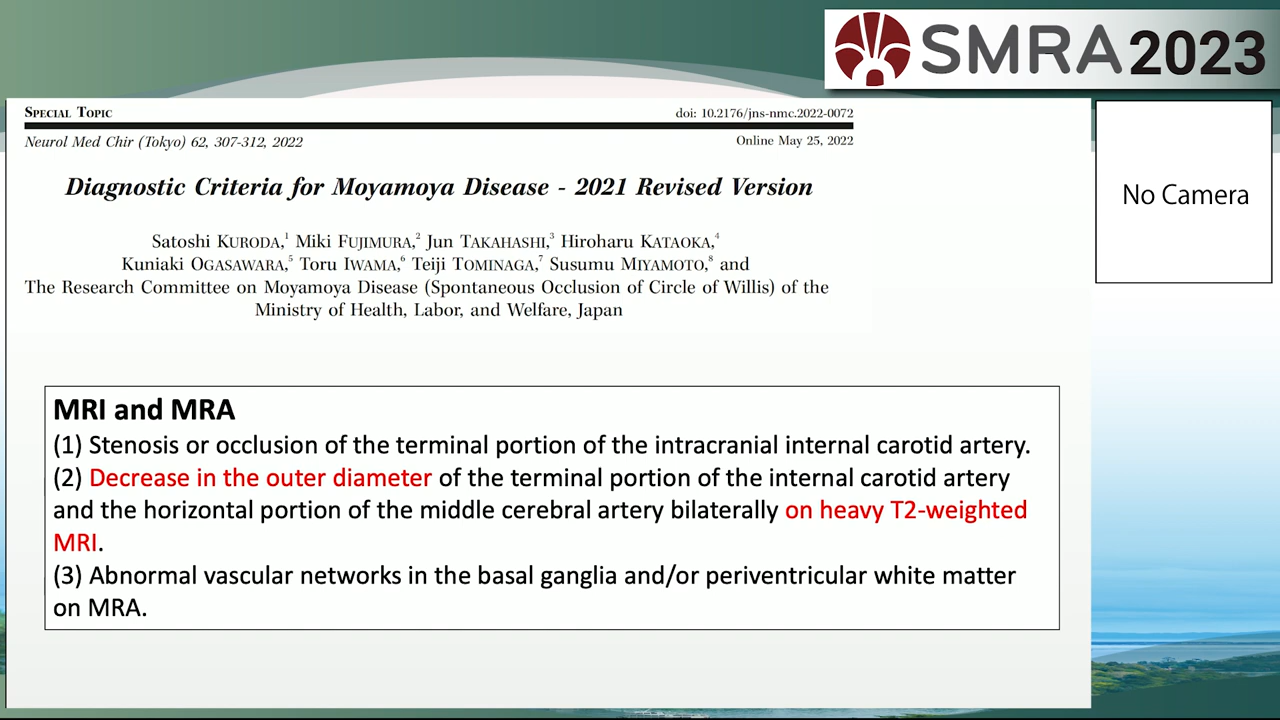 SMRA 2023
SPECIAL TOPIC
doi: 10.2176/jns-nmc.2022-0072
Neurol Med Chir (Tokyo) 62, 307-312, 2022
Online May 25, 2022
Diagnostic Criteria for Moyamoya Disease - 2021 Revised Version
Satoshi KURODA,1 Miki FUJIMURA,2 Jun TAKAHASHI,3 Hiroharu KATAOKA,4
Kuniaki OGASAWARA,5 Toru IWAMA,6 Teiji TOMINAGA,7 Susumu MIYAMOTO,8 and
The Research Committee on Moyamoya Disease (Spontaneous Occlusion of Circle of Willis) of the
Ministry of Health, Labor, and Welfare, Japan
No Camera
MRI and MRA
(1) Stenosis or occlusion of the terminal portion of the intracranial internal carotid artery.
(2) Decrease in the outer diameter of the terminal portion of the internal carotid artery
and the horizontal portion of the middle cerebral artery bilaterally on heavy T2-weighted
MRI.
(3) Abnormal vascular networks in the basal ganglia and/or periventricular white matter
on MRA.